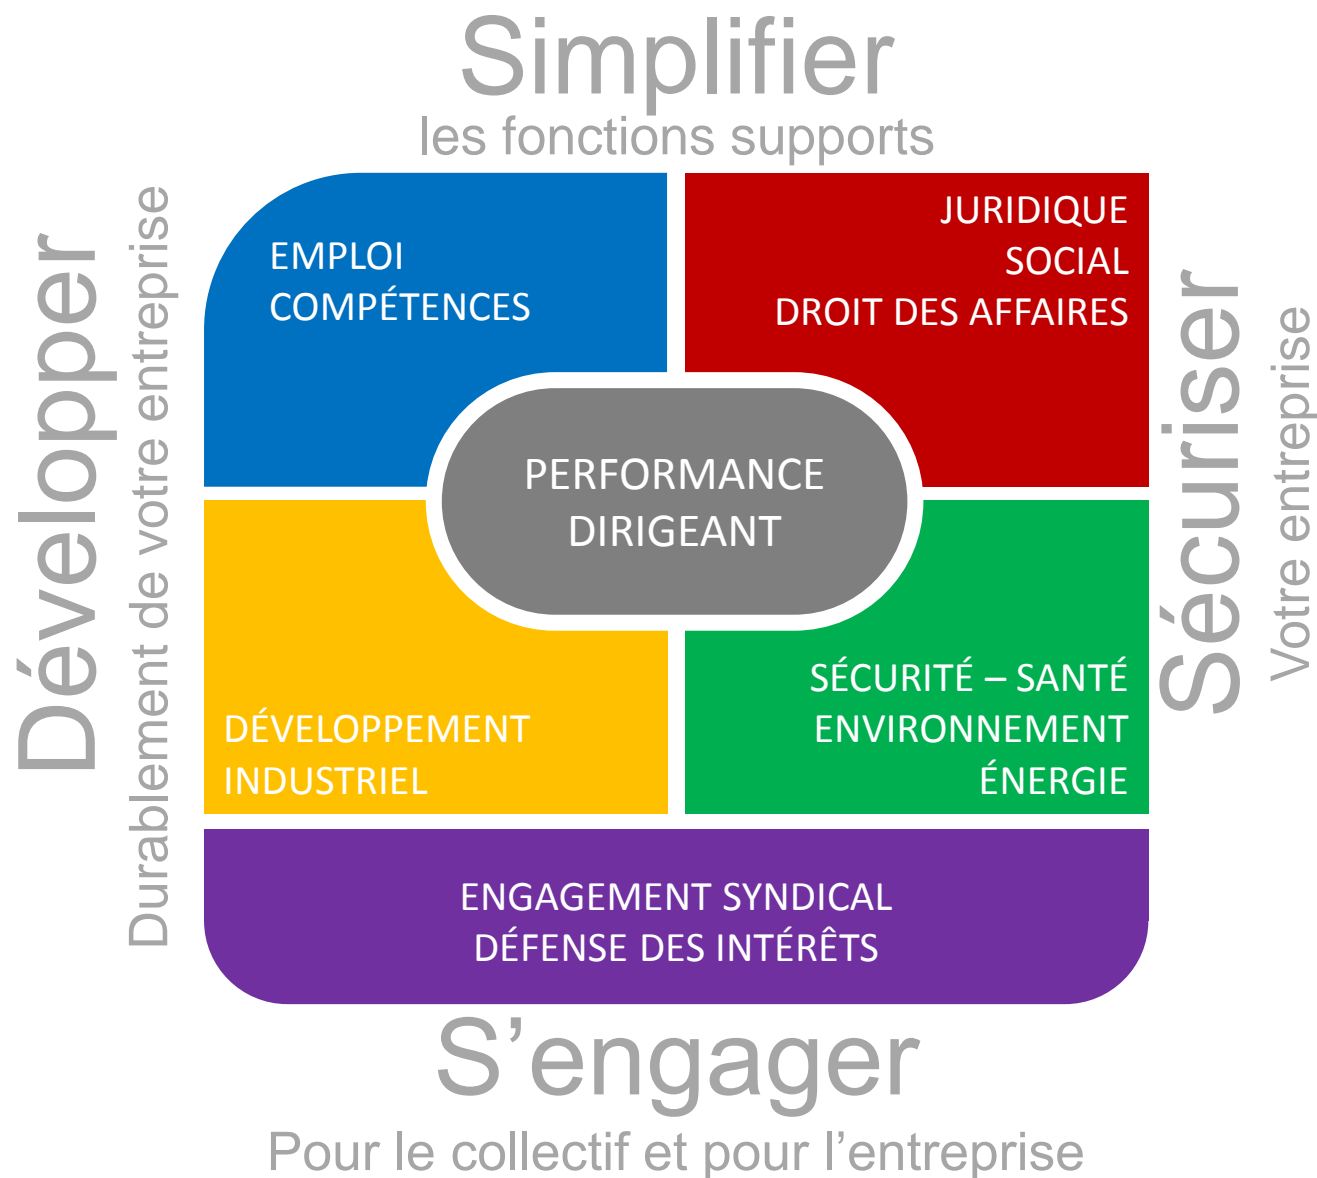 Simplifier
les fonctions supports
Développer
Durablement de votre entreprise
EMPLOI
COMPÉTENCES
JURIDIQUE
SOCIAL
DROIT DES AFFAIRES
Sécuriser
Votre entreprise
PERFORMANCE
DIRIGEANT
DÉVELOPPEMENT
INDUSTRIEL
SÉCURITÉ – SANTÉ
ENVIRONNEMENT
ÉNERGIE
ENGAGEMENT SYNDICAL
DÉFENSE DES INTÉRÊTS
S’engager
Pour le collectif et pour l’entreprise